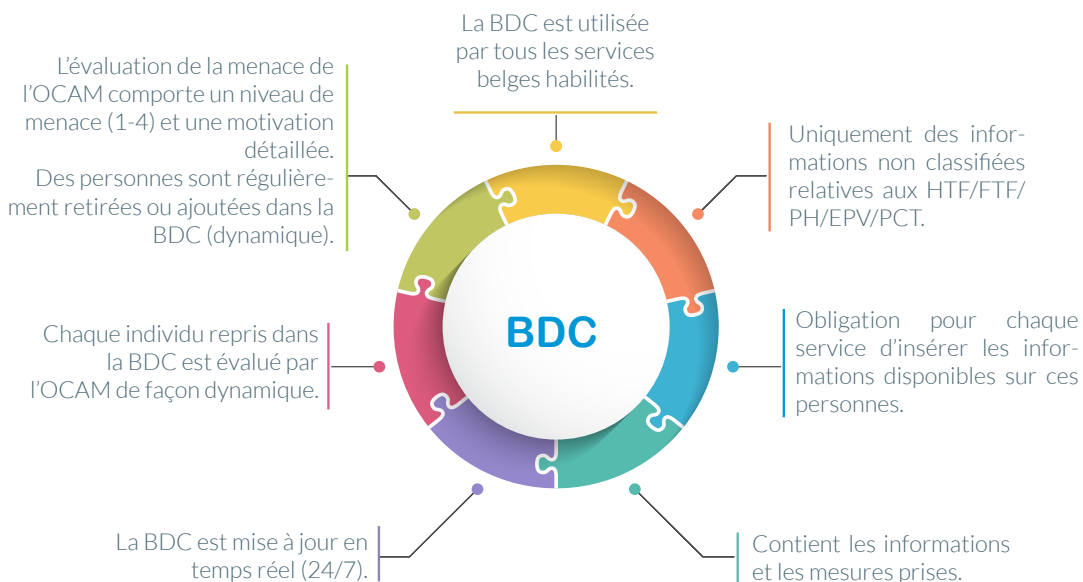 La BDC est utilisée
par tous les services
belges habilités.
Uniquement des infor-
mations non classifiées
relatives aux HTF/FTF/
PH/EPV/PCT.
Obligation pour chaque
service d'insérer les infor-
mations disponibles sur ces
personnes.
Contient les informations
et les mesures prises.
La BDC est mise à jour en
temps réel (24/7).
Chaque individu repris dans
la BDC est évalué par
l'OCAM de façon dynamique.
L'évaluation de la menace de
l'OCAM comporte un niveau de
menace (1-4) et une motivation
détaillée.
Des personnes sont régulière-
ment retirées ou ajoutées dans la
BDC (dynamique).
BDC